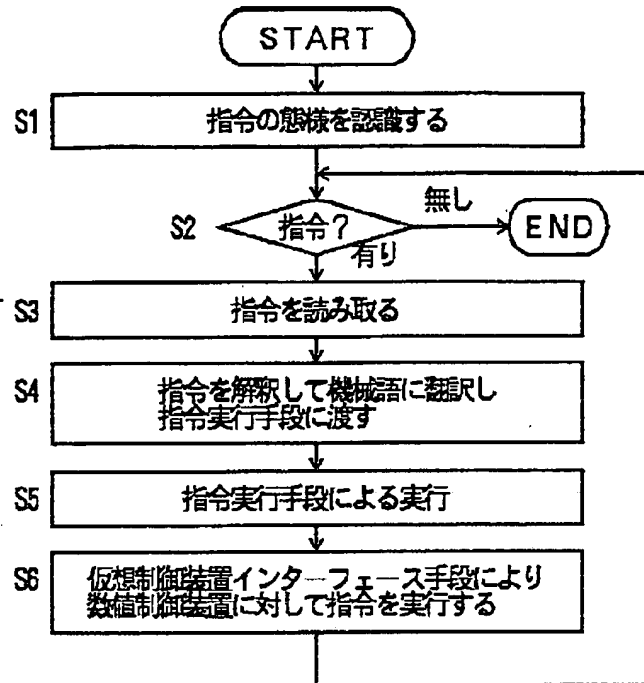 START
S1
指令の態様を認識する
S2
指令?
無し
END
有り
S3
指令を読み取る
S4
指令を解釈して機械語に翻訳し
指令実行手段に渡す
S5
指令実行手段による実行
S6
仮想制御装置インターフェース手段により
数値制御装置に対して指令を実行する